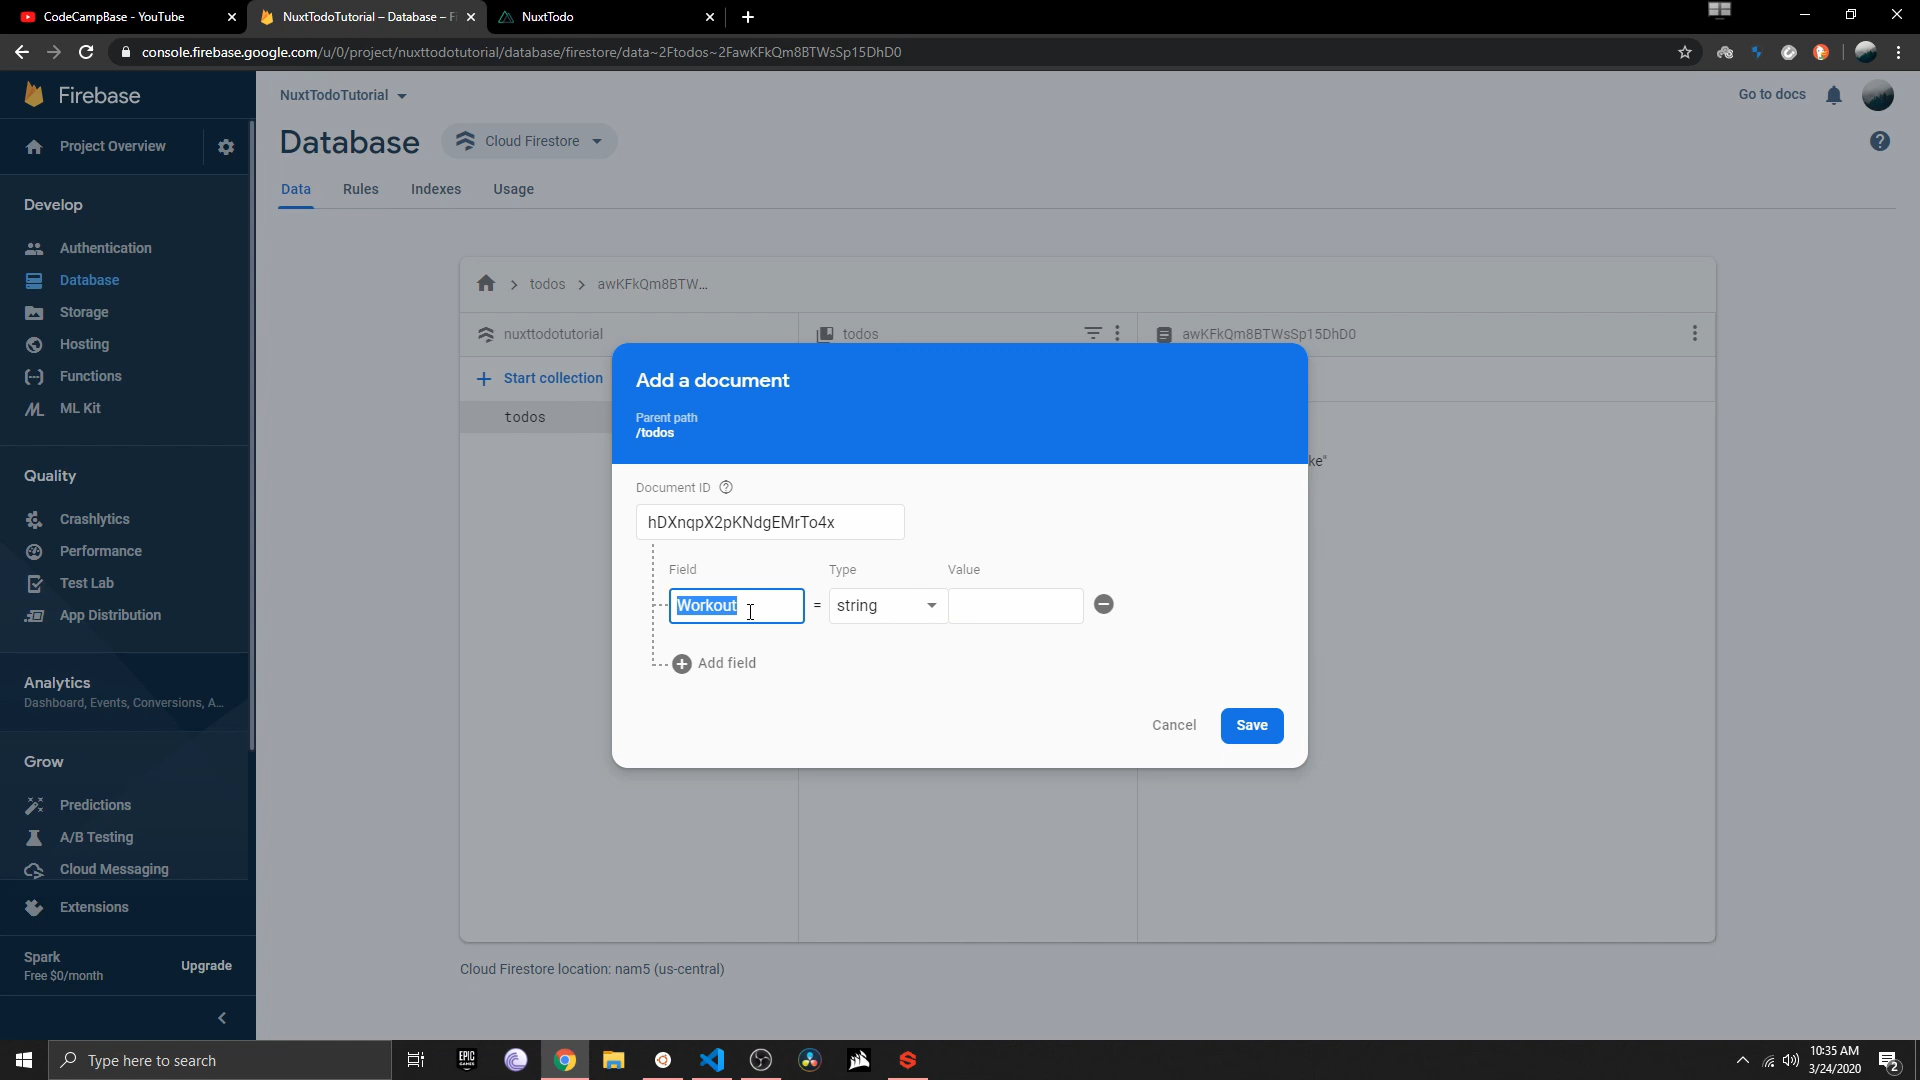 CodeCampBase - YouTube
NuxtTodoTutorial – Database – Fi
NuxtTodo
console.firebase.google.com/u/0/project/nuxttodotutorial/database/firestore/data~2Ftodos~2FawKFkQm8BTWsSp15DhD0
Firebase
NuxtTodoTutorial
Go to docs
Project Overview
Database
Cloud Firestore
Data
Rules
Indexes
Usage
Develop
Authentication
Database
Storage
Hosting
Functions
ML Kit
Quality
Crashlytics
Performance
Test Lab
App Distribution
Analytics
Dashboard, Events, Conversions, A...
Grow
Predictions
A/B Testing
Cloud Messaging
Extensions
Spark
Free $0/month
Upgrade
todos
awKFkQm8BTW...
nuxttodotutorial
todos
awKFkQm8BTWsSp15DhD0
Start collection
todos
ke"
Add a document
Parent path
/todos
Document ID
hDXnqpX2pKNdgEMrTo4x
Field
Type
Value
Workout
=
string
Add field
Cancel
Save
Cloud Firestore location: nam5 (us-central)
Type here to search
EPIC
GAMES
10:35 AM
3/24/2020
2